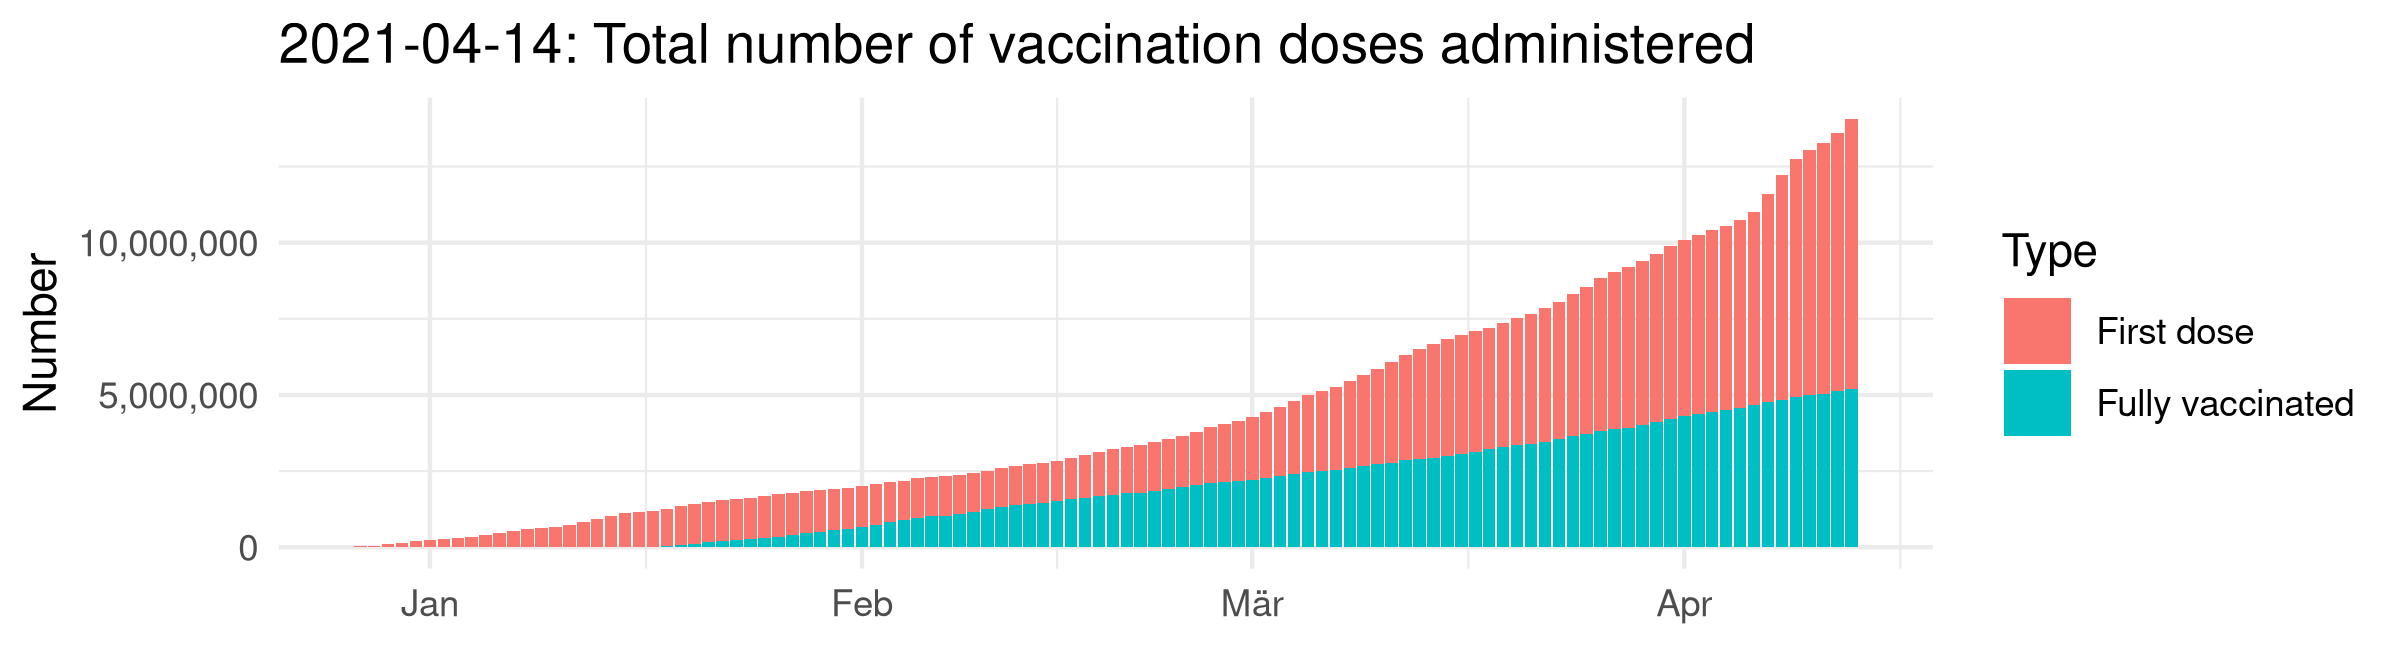 2021-04-14: Total number of vaccination doses administered
Number
10,000,000
5,000,000
0
Jan Feb Mär Apr
Type
First dose
Fully vaccinated